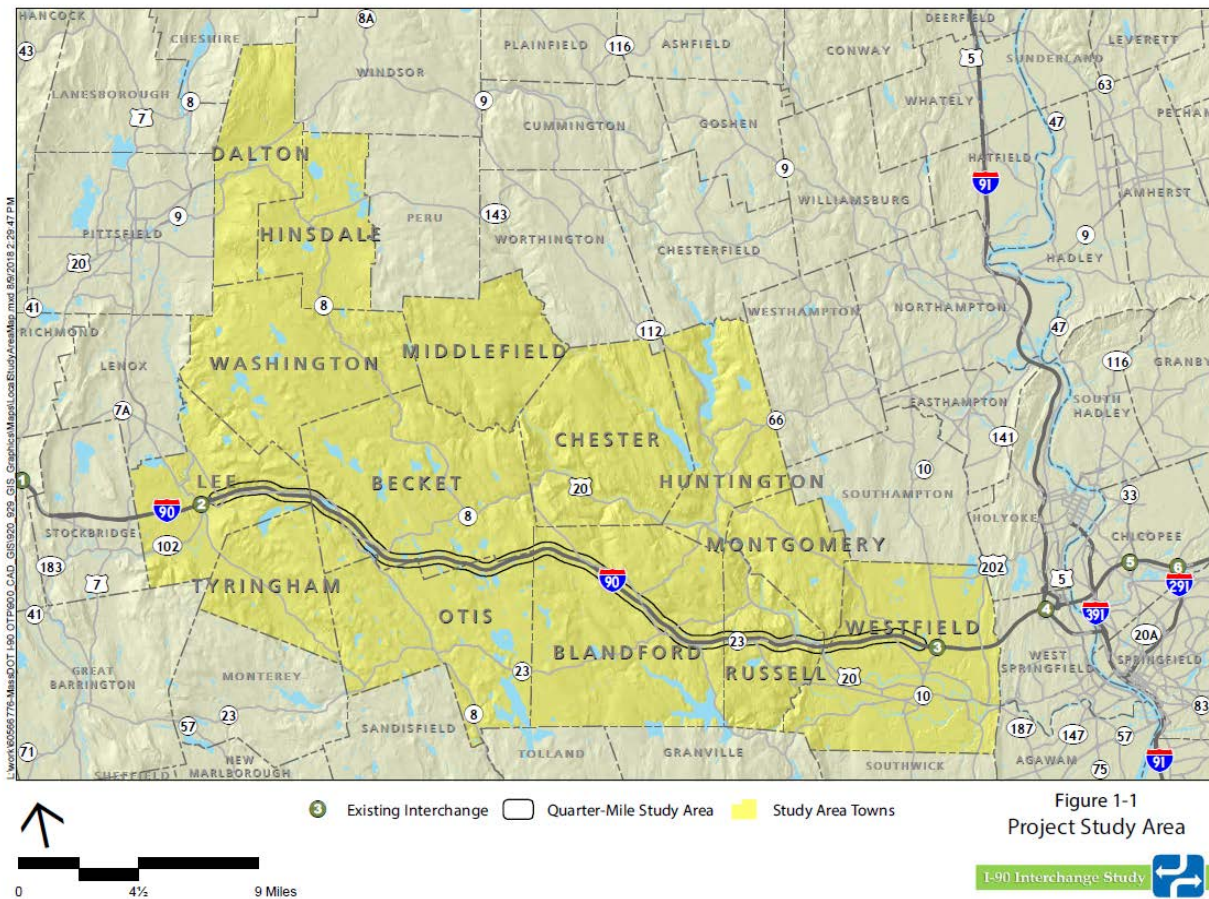 HANCOCK
CHESHIRE
8A
PLAINFIELD
116
ASHFIELD
CONWAY
DEERFIELD
5
SUNDERLAND
LEVERETT
43
LANESBOROUGH
8
7
WINDSOR
9
CUMMINGTON
GOSHEN
WHATELY
63
47
PELHAM
DALTON
9
HATFIELD
91
AMHERST
9
PERU
143
WILLIAMSBURG
PITTSFIELD
HINSDALE
WORTHINGTON
CHESTERFIELD
9
HADLEY
20
41
8
WESTHAMPTON
NORTHAMPTON
RICHMOND
112
47
LENOX
WASHINGTON
MIDDLEFIELD
116
GRANBY
7A
66
EASTHAMPTON
SOUTH
HADLEY
CHESTER
141
10
1
LEE
2
BECKET
20
HUNTINGTON
SOUTHAMPTON
33
90
8
HOLYOKE
STOCKBRIDGE
102
MONTGOMERY
CHICOPEE
183
202
5
6
7
TYRINGHAM
90
5
291
41
OTIS
4
391
23
WESTFIELD
3
20A
GREAT
BARRINGTON
BLANDFORD
RUSSELL
WEST
SPRINGFIELD
SPRINGFIELD
MONTEREY
23
20
10
57
23
8
SANDISFIELD
83
187
147
57
71
NEW
MARLBOROUGH
TOLLAND
GRANVILLE
SOUTHWICK
AGAWAM
75
91
SHEFFIELD
3 Existing Interchange
Quarter-Mile Study Area
Study Area Towns
Figure 1-1
Project Study Area
0 4½ 9 Miles
I-90 Interchange Study